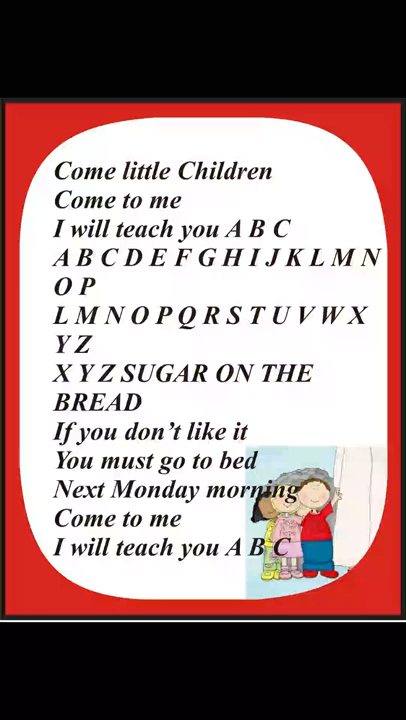 Come little Children
Come to me
I will teach you A B C
A B C D E F G H I J K L M N
O P
L M N O P Q R S T U V W X
Y Z
X Y Z SUGAR ON THE
BREAD
If you don't like it
You must go to bed
Next Monday morning
Come to me
I will teach you A B C